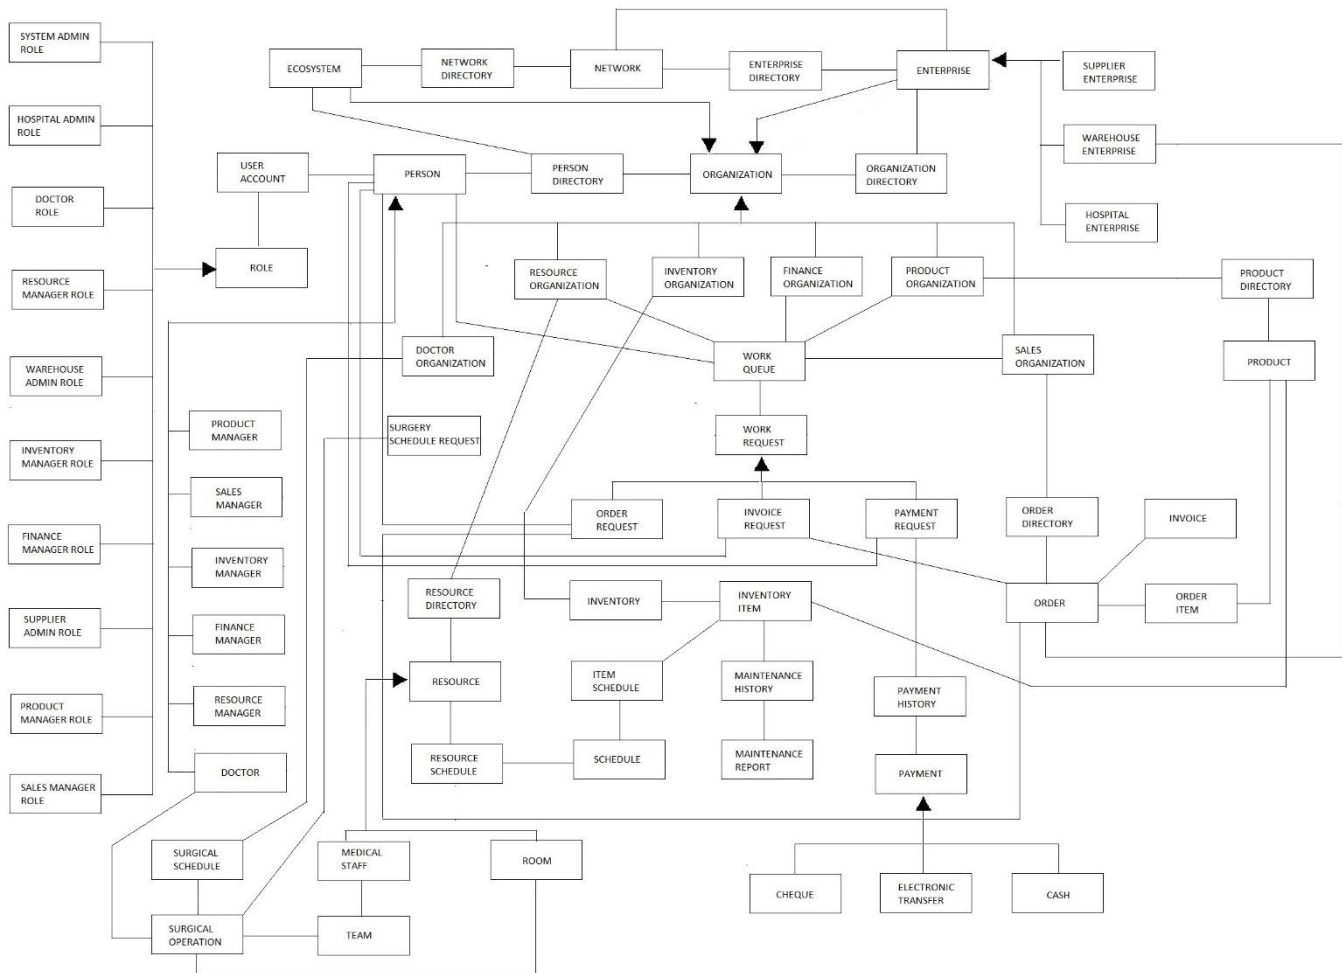 SYSTEM ADMIN
ROLE
HOSPITAL ADMIN
ROLE
DOCTOR
ROLE
RESOURCE
MANAGER ROLE
WAREHOUSE
ADMIN ROLE
INVENTORY
MANAGER ROLE
FINANCE
MANAGER ROLE
SUPPLIER
ADMIN ROLE
PRODUCT
MANAGER ROLE
SALES MANAGER
ROLE
ECOSYSTEM
NETWORK
DIRECTORY
NETWORK
ENTERPRISE
DIRECTORY
ENTERPRISE
SUPPLIER
ENTERPRISE
WAREHOUSE
ENTERPRISE
HOSPITAL
ENTERPRISE
USER
ACCOUNT
PERSON
PERSON
DIRECTORY
ORGANIZATION
ORGANIZATION
DIRECTORY
ROLE
RESOURCE
ORGANIZATION
INVENTORY
ORGANIZATION
FINANCE
ORGANIZATION
PRODUCT
ORGANIZATION
PRODUCT
DIRECTORY
DOCTOR
ORGANIZATION
WORK
QUEUE
SALES
ORGANIZATION
PRODUCT
PRODUCT
MANAGER
SURGERY
SCHEDULE REQUEST
WORK
REQUEST
SALES
MANAGER
ORDER
REQUEST
INVOICE
REQUEST
PAYMENT
REQUEST
ORDER
DIRECTORY
INVOICE
INVENTORY
MANAGER
RESOURCE
DIRECTORY
INVENTORY
INVENTORY
ITEM
ORDER
ORDER
ITEM
FINANCE
MANAGER
RESOURCE
ITEM
SCHEDULE
MAINTENANCE
HISTORY
PAYMENT
HISTORY
RESOURCE
MANAGER
DOCTOR
RESOURCE
SCHEDULE
SCHEDULE
MAINTENANCE
REPORT
PAYMENT
SURGICAL
SCHEDULE
MEDICAL
STAFF
ROOM
CHEQUE
ELECTRONIC
TRANSFER
CASH
SURGICAL
OPERATION
TEAM